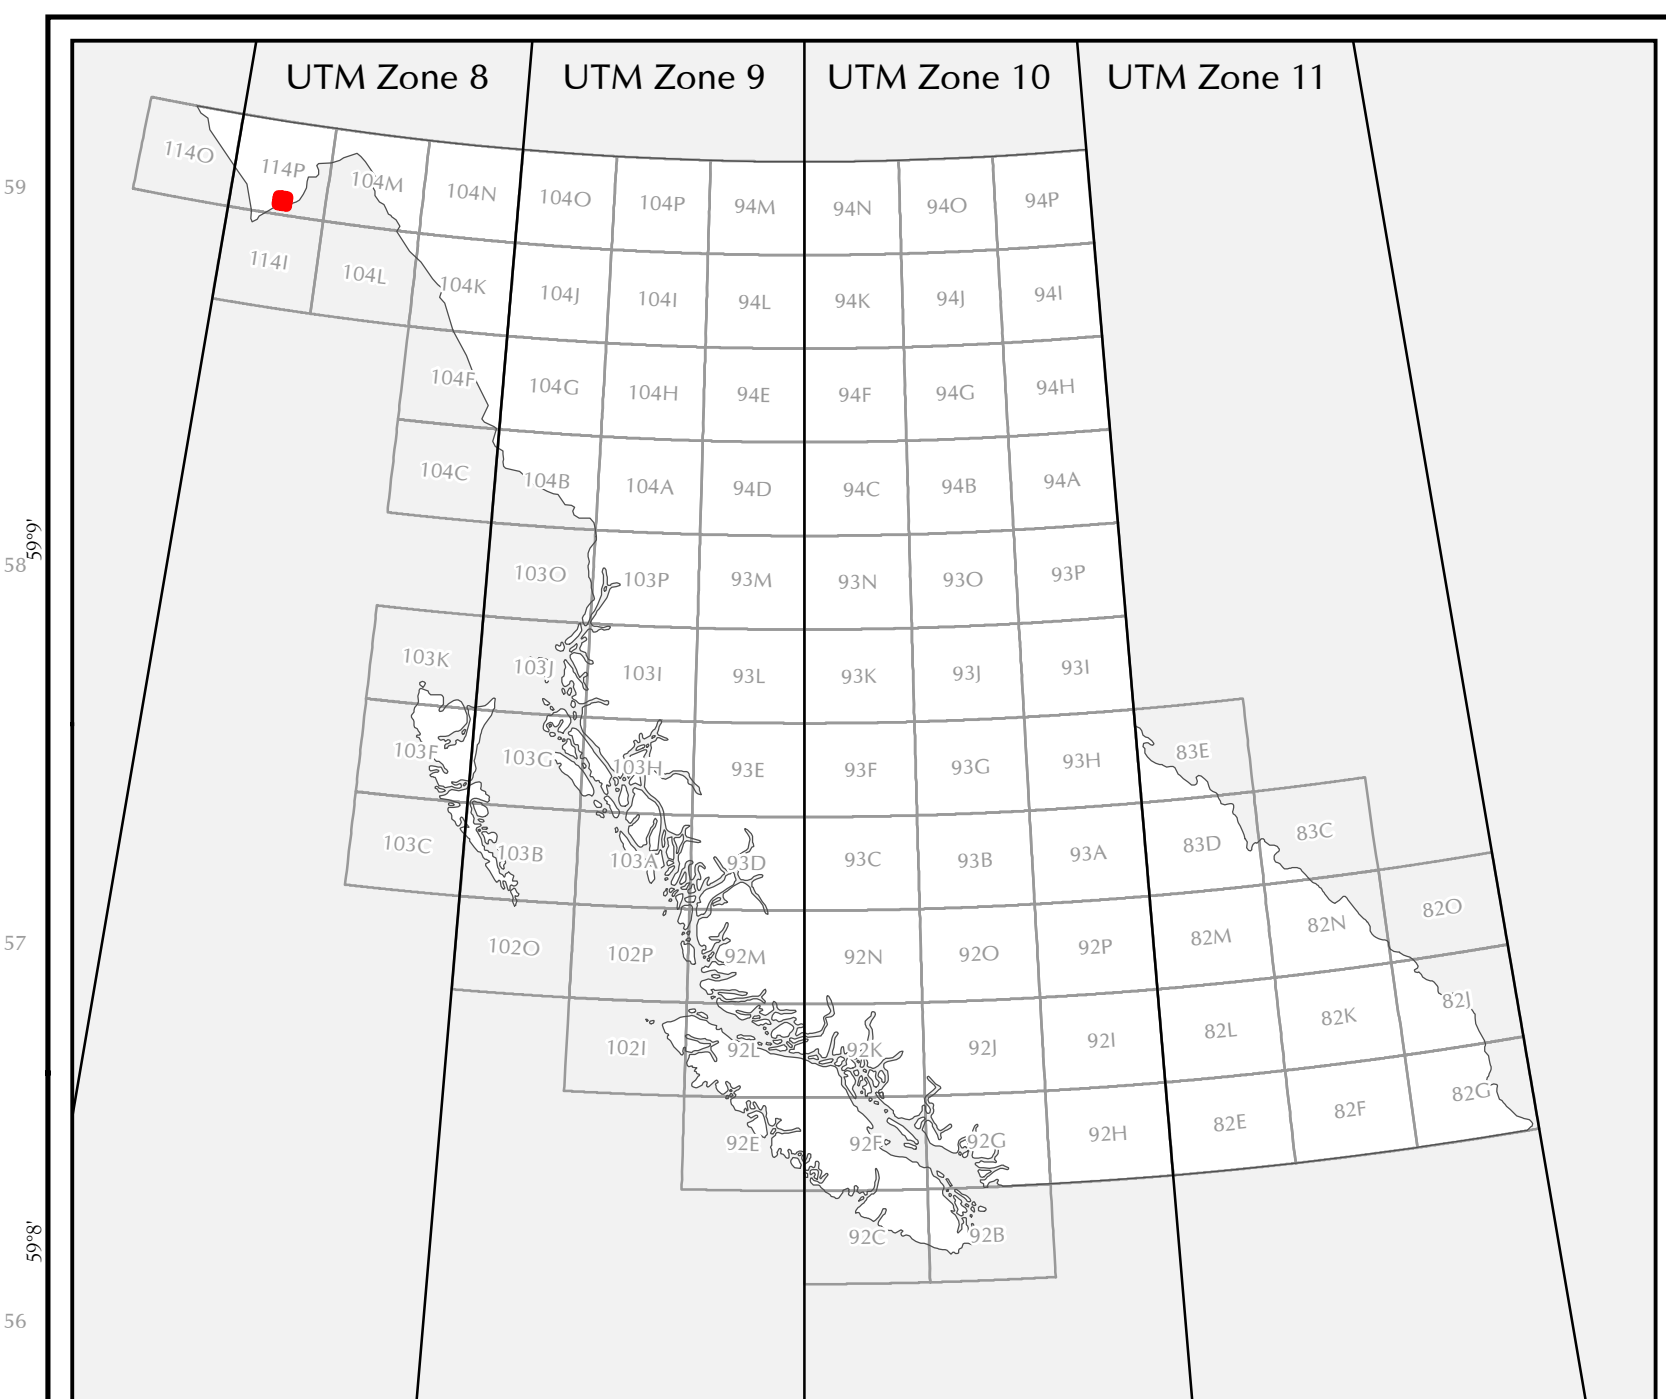 UTM Zone 8 UTM Zone 9 UTM Zone 10 UTM Zone 11
114O 114P 104M 104N 104O 104P 94M 94N 94O 94P
59
114I 104L 104K 104J 104I 94L 94K 94J 94I
104F 104G 104H 94E 94F 94G 94H
104C 104B 104A 94D 94C 94B 94A
59°9'
58
103O 103P 93M 93N 93O 93P
103K 103J 103I 93L 93K 93J 93I
103F 103G 103H 93E 93F 93G 93H 83E
103C 103B 103A 93D 93C 93B 93A 83D 83C
57
102O 102P 92M 92N 92O 92P 82M 82N 82O
102I 92L 92K 92J 92I 82L 82K 82J
92E 92F 92G 92H 82E 82F 82G
59°8'
92C 92B
56